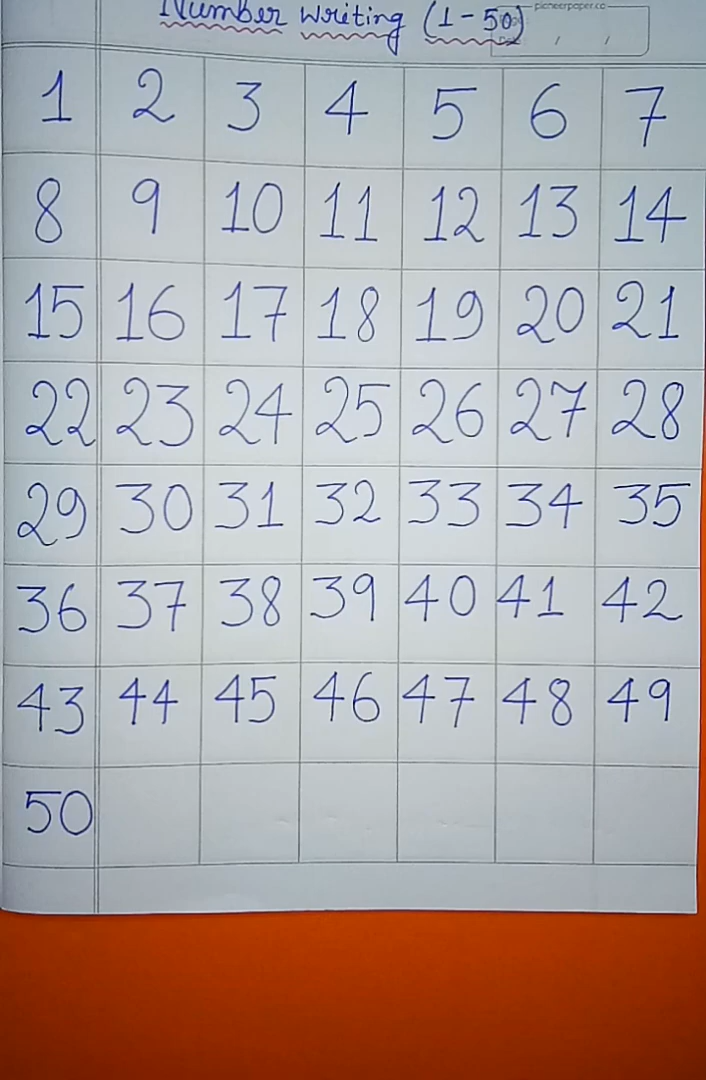 pioneerpaper.co
Number Writing (1-50)
/ /
1 2 3 4 5 6 7
8 9 10 11 12 13 14
15 16 17 18 19 20 21
22 23 24 25 26 27 28
29 30 31 32 33 34 35
36 37 38 39 40 41 42
43 44 45 46 47 48 49
50